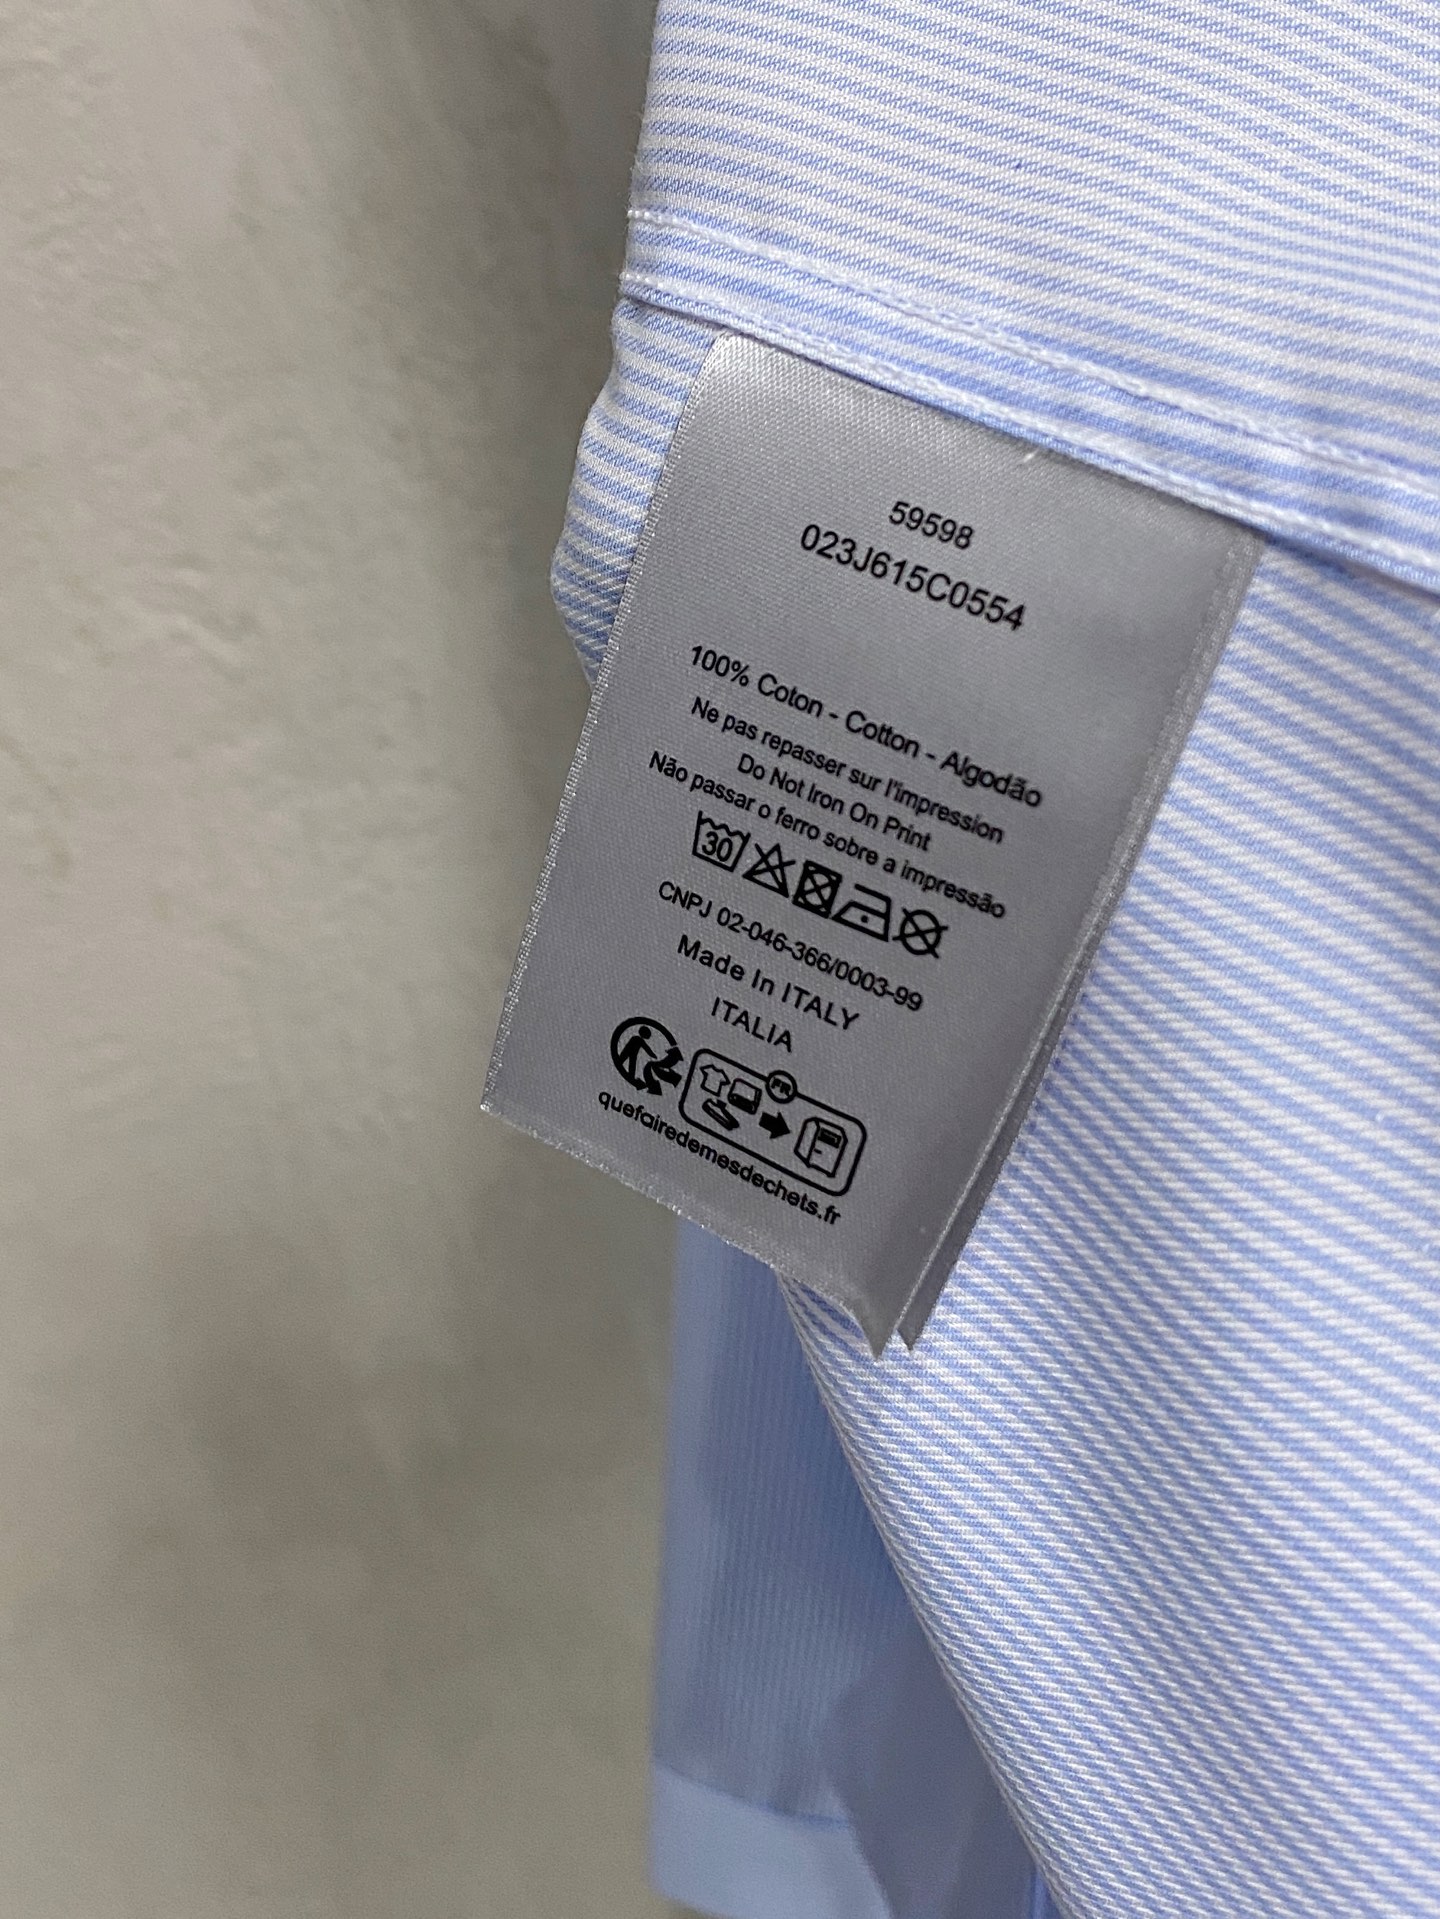 59598
023J615C0554
100% Coton - Cotton - Algodão
Ne pas repasser sur l'impression
Do Not Iron On Print
Não passar o ferro sobre a impressão
30
CNPJ 02-046-366/0003-99
Made In ITALY
ITALIA
FR
quefairedemesdechets.fr